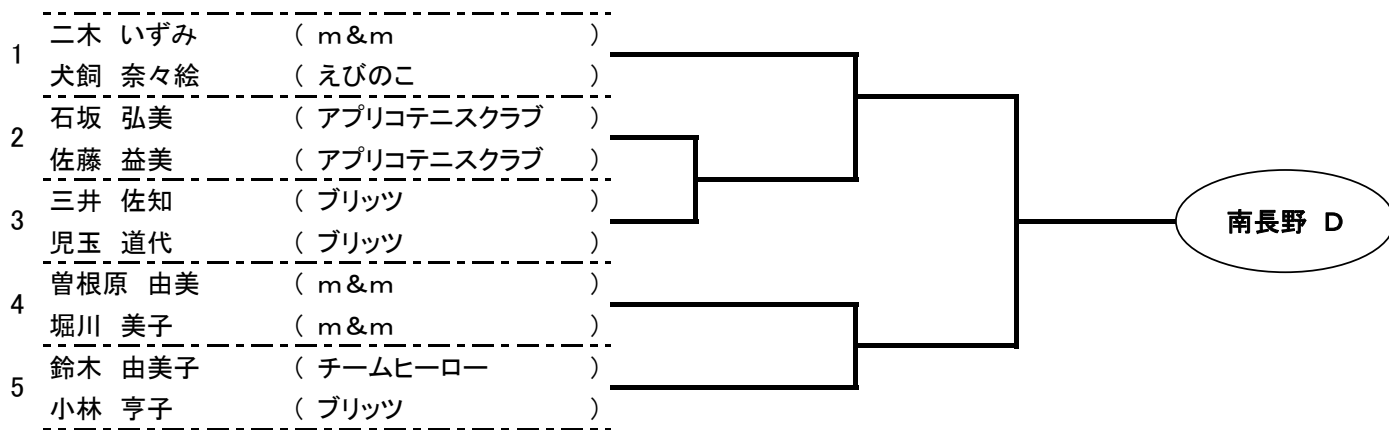 1
二木 いずみ ( m&m )
犬飼 奈々絵 ( えびのこ )
2
石坂 弘美 ( アプリコテニスクラブ )
佐藤 益美 ( アプリコテニスクラブ )
3
三井 佐知 ( ブリッツ )
児玉 道代 ( ブリッツ )
4
曽根原 由美 ( m&m )
堀川 美子 ( m&m )
5
鈴木 由美子 ( チームヒーロー )
小林 亨子 ( ブリッツ )
南長野 D